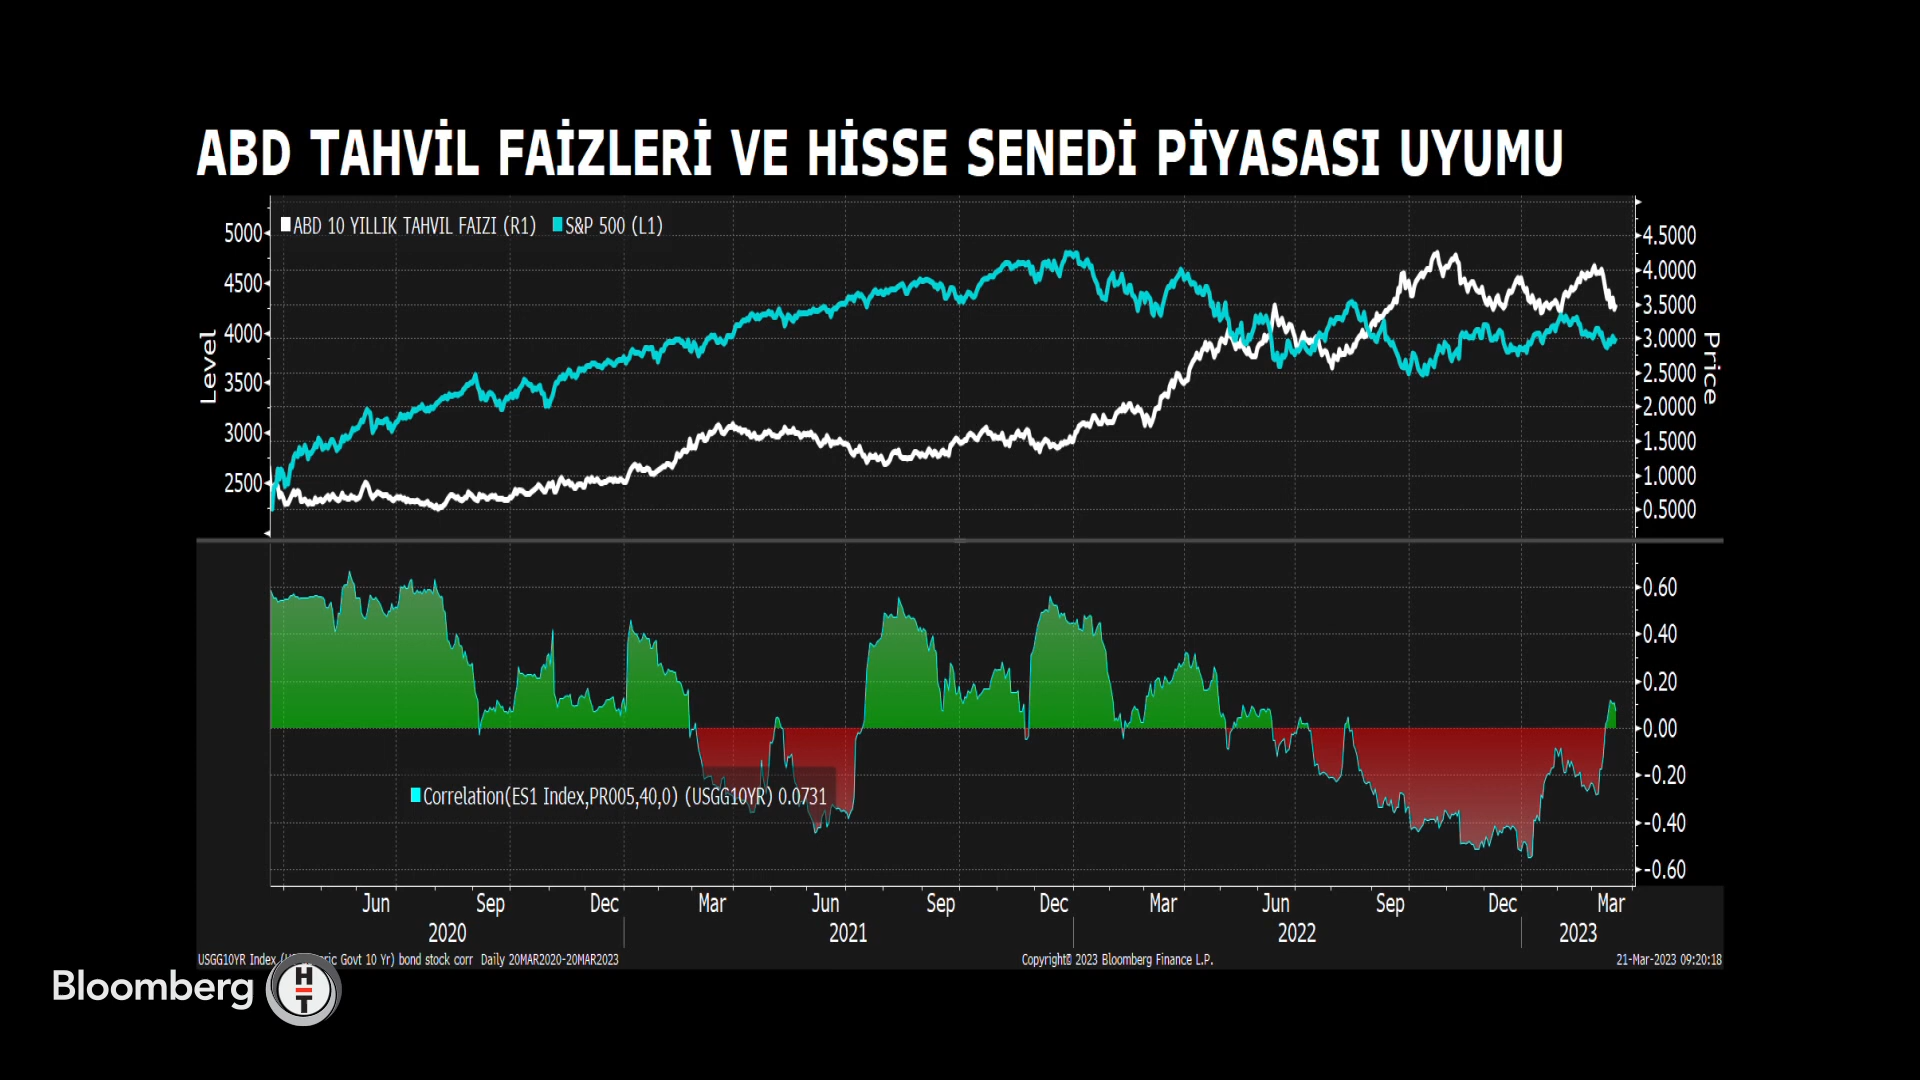 ABD TAHVİL FAİZLERİ VE HİSSE SENEDİ PİYASASI UYUMU
ABD 10 YILLIK TAHVIL FAIZI (R1) S&P 500 (L1)
5000
4500
4000
3500
3000
2500
Level
4.5000
4.0000
3.5000
3.0000
2.5000
2.0000
1.5000
1.0000
0.5000
Price
0.60
0.40
0.20
0.00
-0.20
-0.40
-0.60
Correlation(ES1 Index,PR005,40,0) (USGG10YR) 0.0731
Jun Sep Dec Mar Jun Sep Dec Mar Jun Sep Dec Mar
2020 2021 2022 2023
USGG10YR Index Govt 10 Yr) bond stock corr Daily 20MAR2020-20MAR2023
Copyright© 2023 Bloomberg Finance L.P.
21-Mar-2023 09:20:18
Bloomberg HT